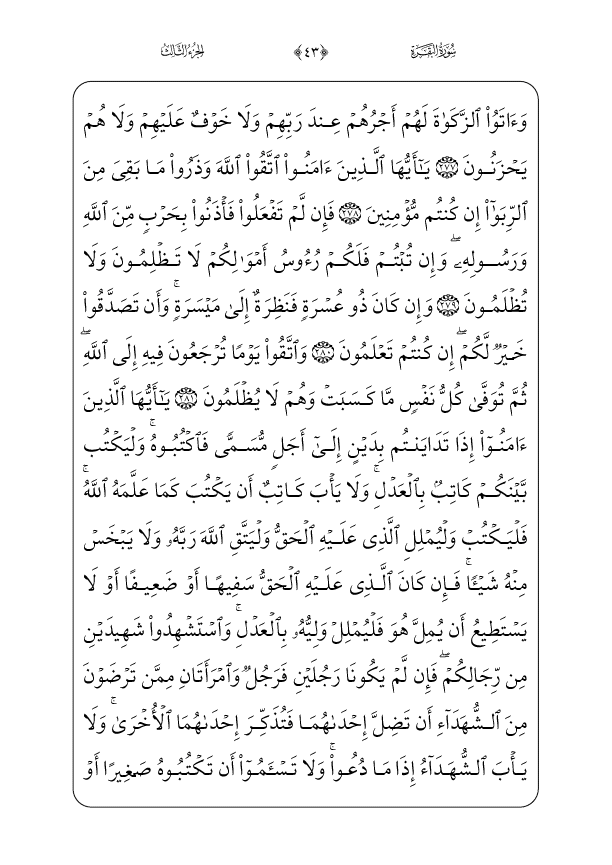 سُورَةُ البَقَرَةِ ﴿٤٣﴾ الجُزءُ الثَّالِثُ
وَءَاتَوُاْ ٱلزَّكَوٰةَ لَهُمۡ أَجۡرُهُمۡ عِندَ رَبِّهِمۡ وَلَا خَوۡفٌ عَلَيۡهِمۡ وَلَا هُمۡ
يَحۡزَنُونَ ٢٧٧ يَٰٓأَيُّهَا ٱلَّذِينَ ءَامَنُواْ ٱتَّقُواْ ٱللَّهَ وَذَرُواْ مَا بَقِيَ مِنَ
ٱلرِّبَوٰٓاْ إِن كُنتُم مُّؤۡمِنِينَ ٢٧٨ فَإِن لَّمۡ تَفۡعَلُواْ فَأۡذَنُواْ بِحَرۡبٖ مِّنَ ٱللَّهِ
وَرَسُولِهِۦۖ وَإِن تُبۡتُمۡ فَلَكُمۡ رُءُوسُ أَمۡوَٰلِكُمۡ لَا تَظۡلِمُونَ وَلَا
تُظۡلَمُونَ ٢٧٩ وَإِن كَانَ ذُو عُسۡرَةٖ فَنَظِرَةٌ إِلَىٰ مَيۡسَرَةٖۚ وَأَن تَصَدَّقُواْ
خَيۡرٞ لَّكُمۡۖ إِن كُنتُمۡ تَعۡلَمُونَ ٢٨٠ وَٱتَّقُواْ يَوۡمٗا تُرۡجَعُونَ فِيهِ إِلَى ٱللَّهِۖ
ثُمَّ تُوَفَّىٰ كُلُّ نَفۡسٖ مَّا كَسَبَتۡ وَهُمۡ لَا يُظۡلَمُونَ ٢٨١ يَٰٓأَيُّهَا ٱلَّذِينَ
ءَامَنُوٓاْ إِذَا تَدَايَنتُم بِدَيۡنٍ إِلَىٰٓ أَجَلٖ مُّسَمّٗى فَٱكۡتُبُوهُۚ وَلۡيَكۡتُب
بَّيۡنَكُمۡ كَاتِبُۢ بِٱلۡعَدۡلِۚ وَلَا يَأۡبَ كَاتِبٌ أَن يَكۡتُبَ كَمَا عَلَّمَهُ ٱللَّهُۚ
فَلۡيَكۡتُبۡ وَلۡيُمۡلِلِ ٱلَّذِي عَلَيۡهِ ٱلۡحَقُّ وَلۡيَتَّقِ ٱللَّهَ رَبَّهُۥ وَلَا يَبۡخَسۡ
مِنۡهُ شَيۡـٔٗاۚ فَإِن كَانَ ٱلَّذِي عَلَيۡهِ ٱلۡحَقُّ سَفِيهًا أَوۡ ضَعِيفًا أَوۡ لَا
يَسۡتَطِيعُ أَن يُمِلَّ هُوَ فَلۡيُمۡلِلۡ وَلِيُّهُۥ بِٱلۡعَدۡلِۚ وَٱسۡتَشۡهِدُواْ شَهِيدَيۡنِ
مِن رِّجَالِكُمۡۖ فَإِن لَّمۡ يَكُونَا رَجُلَيۡنِ فَرَجُلٞ وَٱمۡرَأَتَانِ مِمَّن تَرۡضَوۡنَ
مِنَ ٱلشُّهَدَآءِ أَن تَضِلَّ إِحۡدَىٰهُمَا فَتُذَكِّرَ إِحۡدَىٰهُمَا ٱلۡأُخۡرَىٰۚ وَلَا
يَأۡبَ ٱلشُّهَدَآءُ إِذَا مَا دُعُواْۚ وَلَا تَسۡـَٔمُوٓاْ أَن تَكۡتُبُوهُ صَغِيرًا أَوۡ